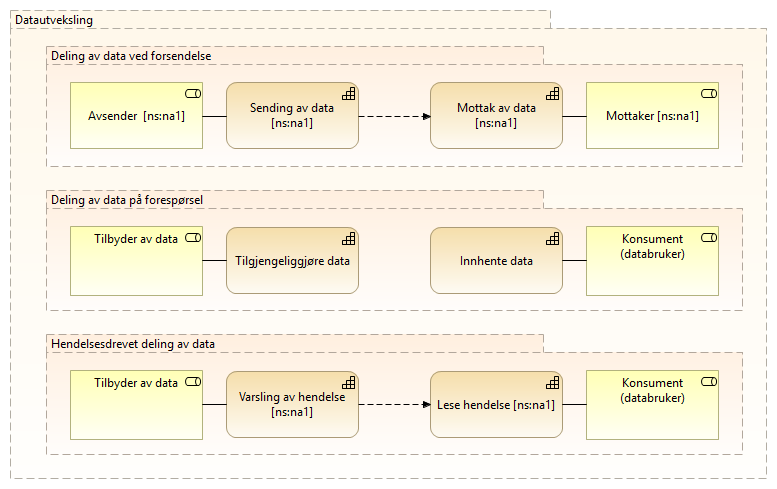 Datautveksling
Deling av data ved forsendelse
Avsender  [ns:na1]
Sending av data
[ns:na1]
Mottak av data
[ns:na1]
Mottaker [ns:na1]
Deling av data på forespørsel
Tilbyder av data
Tilgjengeliggjøre data
Innhente data
Konsument
(databruker)
Hendelsesdrevet deling av data
Tilbyder av data
Varsling av hendelse
[ns:na1]
Lese hendelse [ns:na1]
Konsument
(databruker)